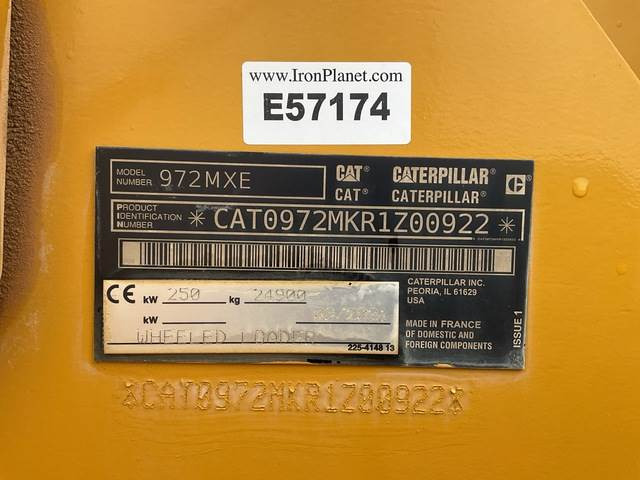 www.IronPlanet.com
E57174
MODEL NUMBER 972MXE
CAT® CATERPILLAR®
CAT® CATERPILLAR®
PRODUCT IDENTIFICATION NUMBER *CAT0972MKR1Z00922*
CATERPILLAR INC.
PEORIA, IL 61629
USA
CE kW 250 kg 24900
kW
WHEELED LOADER
225-4148 13
MADE IN FRANCE
OF DOMESTIC AND
FOREIGN COMPONENTS
ISSUE 1
*CAT0972MKR1Z00922*